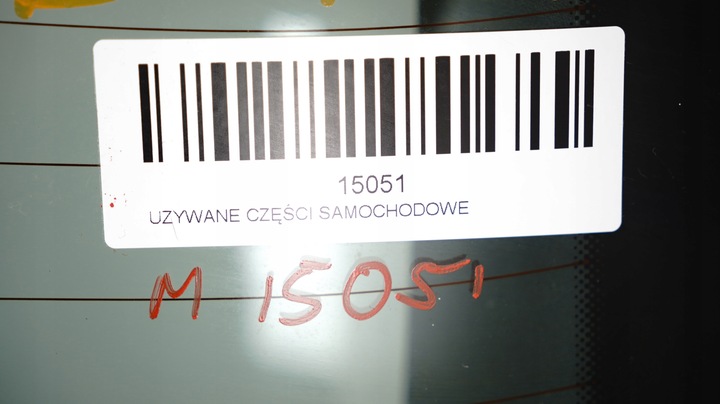 15051
UZYWANE CZĘŚCI SAMOCHODOWE
M 15051